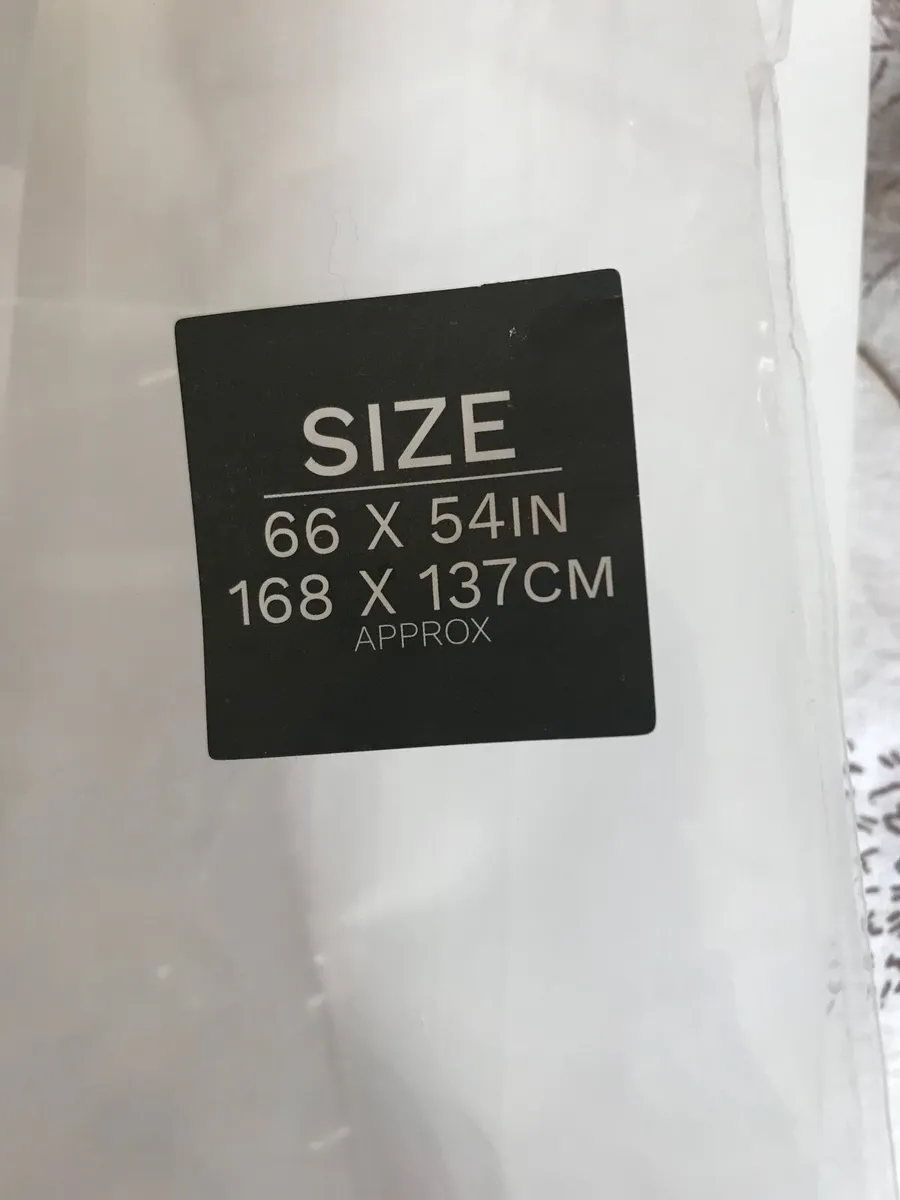 SIZE
66 X 54IN
168 X 137CM
APPROX